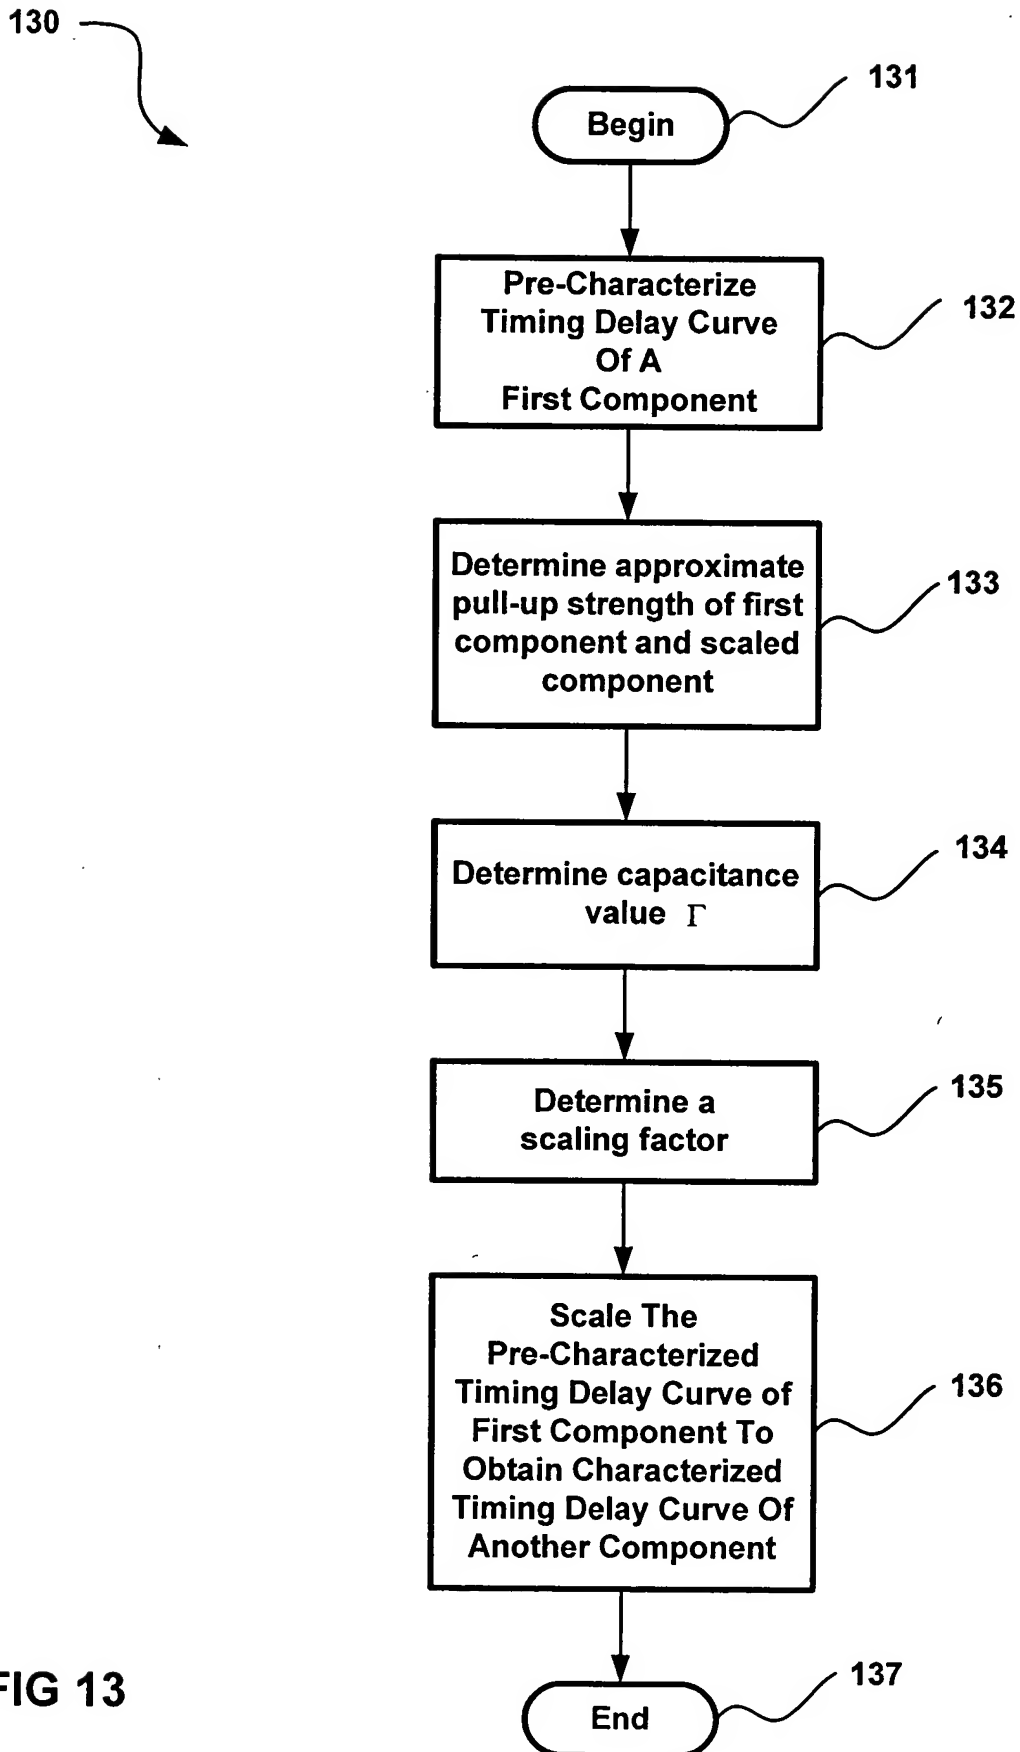 130
131
Begin
Pre-Characterize
Timing Delay Curve
Of A
First Component
132
Determine approximate
pull-up strength of first
component and scaled
component
133
Determine capacitance
value Γ
134
Determine a
scaling factor
135
Scale The
Pre-Characterized
Timing Delay Curve of
First Component To
Obtain Characterized
Timing Delay Curve Of
Another Component
136
End
137
FIG 13